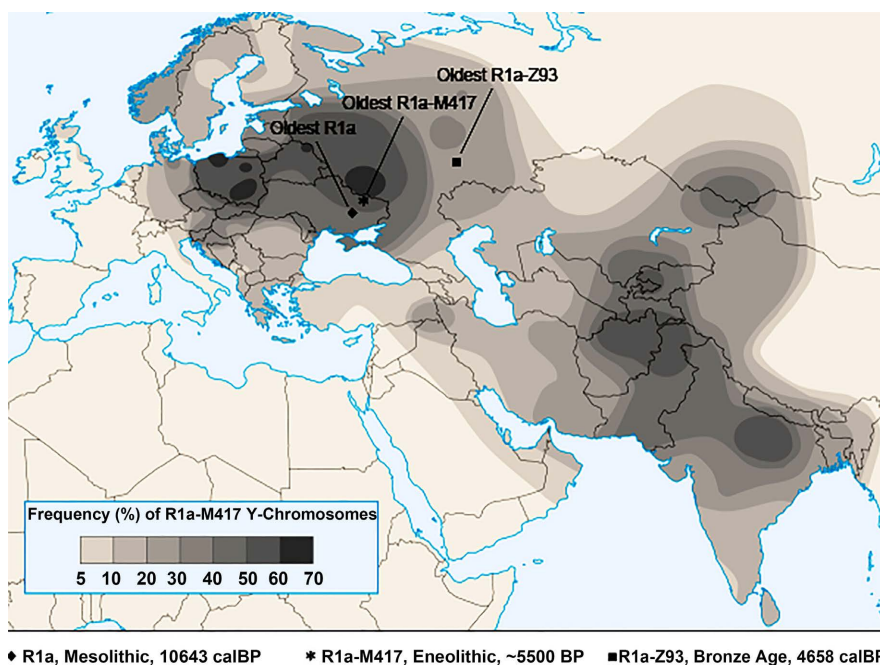 Oldest R1a-Z93
Oldest R1a-M417
Oldest R1a
Frequency (%) of R1a-M417 Y-Chromosomes
5 10 20 30 40 50 60 70
R1a, Mesolithic, 10643 calBP R1a-M417, Eneolithic, ~5500 BP R1a-Z93, Bronze Age, 4658 calBP